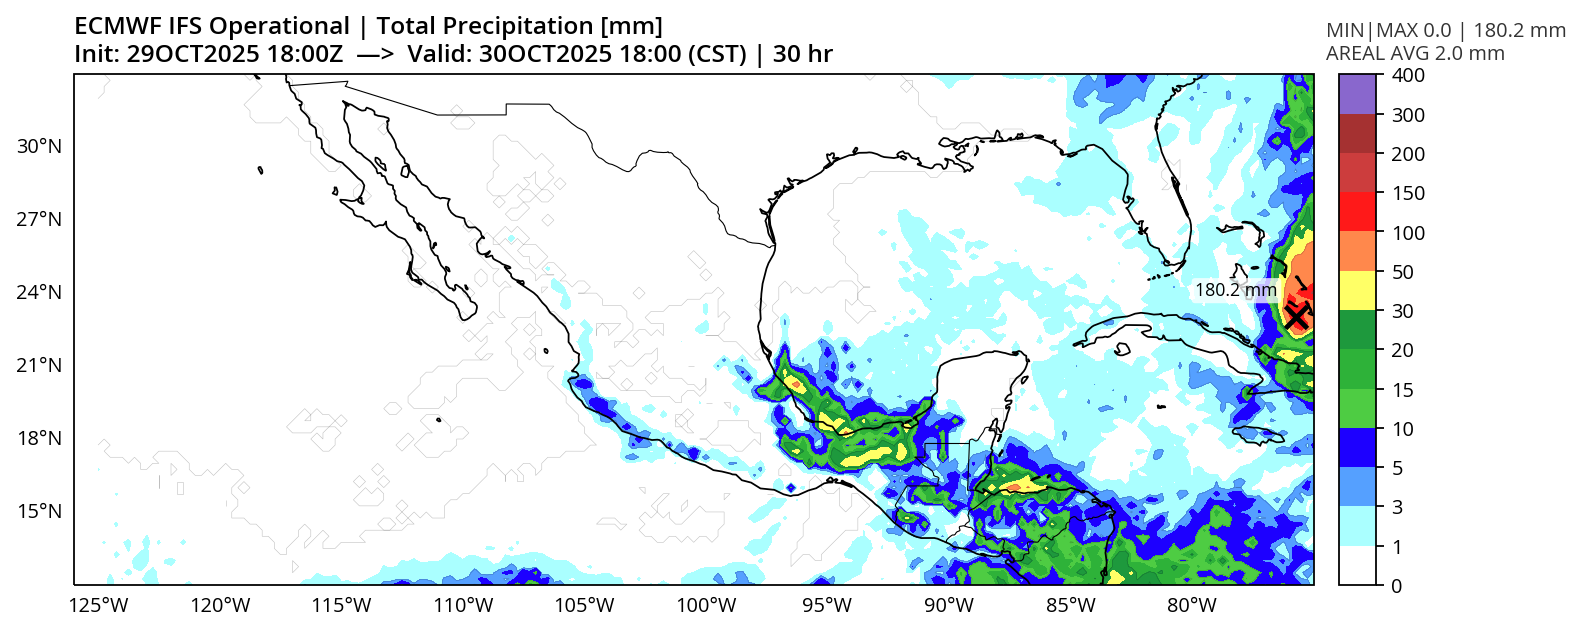 ECMWF IFS Operational | Total Precipitation [mm]
Init: 29OCT2025 18:00Z —> Valid: 30OCT2025 18:00 (CST) | 30 hr
MIN|MAX 0.0 | 180.2 mm
AREAL AVG 2.0 mm
30°N
27°N
24°N
21°N
18°N
15°N
180.2 mm
125°W
120°W
115°W
110°W
105°W
100°W
95°W
90°W
85°W
80°W
400
300
200
150
100
50
30
20
15
10
5
3
1
0